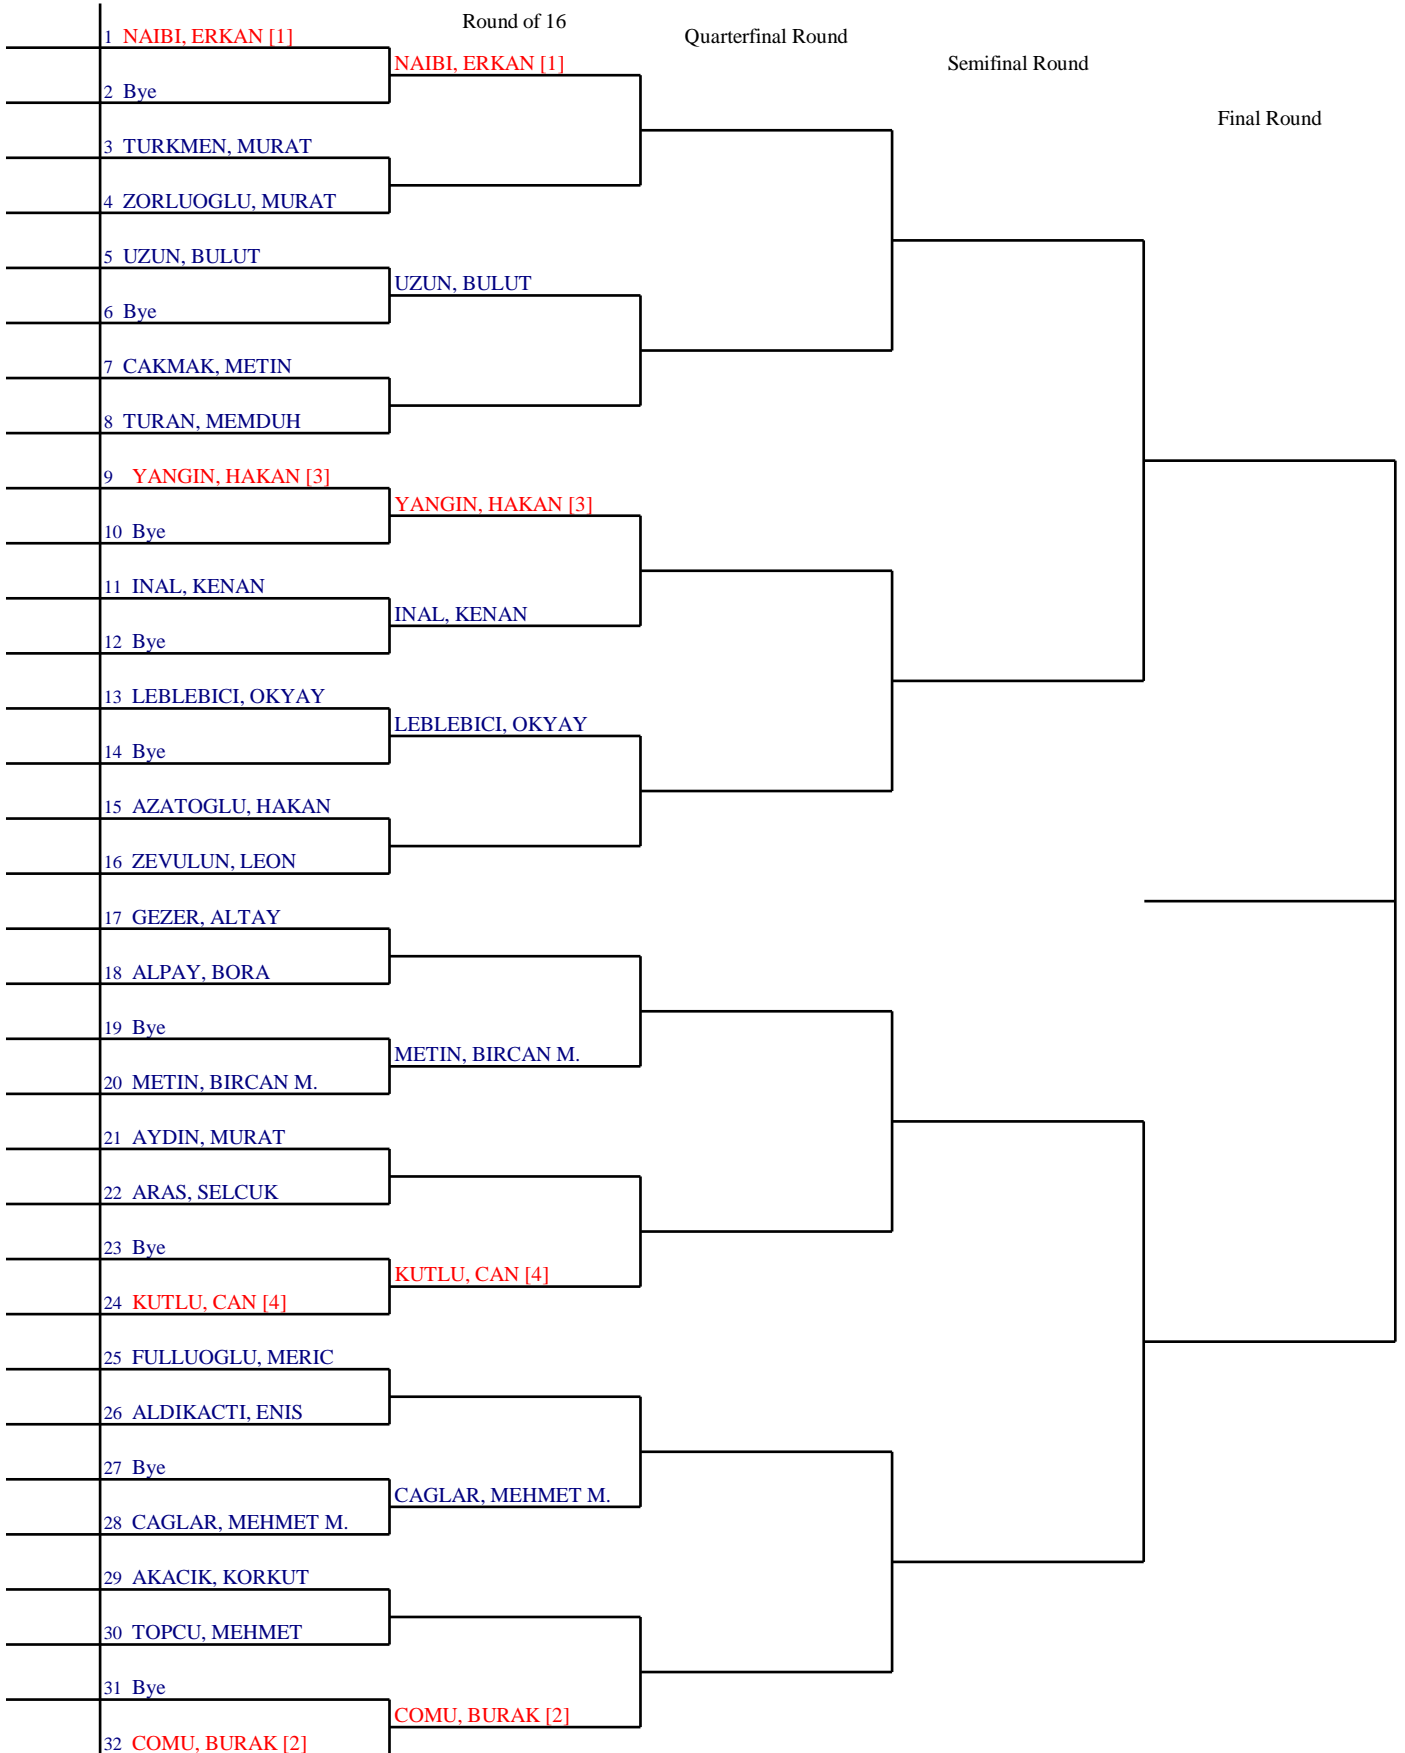 Round of 16
Quarterfinal Round
Semifinal Round
Final Round
1 NAIBI, ERKAN [1]
NAIBI, ERKAN [1]
2 Bye
3 TURKMEN, MURAT
4 ZORLUOGLU, MURAT
5 UZUN, BULUT
UZUN, BULUT
6 Bye
7 CAKMAK, METIN
8 TURAN, MEMDUH
9 YANGIN, HAKAN [3]
YANGIN, HAKAN [3]
10 Bye
11 INAL, KENAN
INAL, KENAN
12 Bye
13 LEBLEBICI, OKYAY
LEBLEBICI, OKYAY
14 Bye
15 AZATOGLU, HAKAN
16 ZEVULUN, LEON
17 GEZER, ALTAY
18 ALPAY, BORA
19 Bye
METIN, BIRCAN M.
20 METIN, BIRCAN M.
21 AYDIN, MURAT
22 ARAS, SELCUK
23 Bye
KUTLU, CAN [4]
24 KUTLU, CAN [4]
25 FULLUOGLU, MERIC
26 ALDIKACTI, ENIS
27 Bye
CAGLAR, MEHMET M.
28 CAGLAR, MEHMET M.
29 AKACIK, KORKUT
30 TOPCU, MEHMET
31 Bye
COMU, BURAK [2]
32 COMU, BURAK [2]